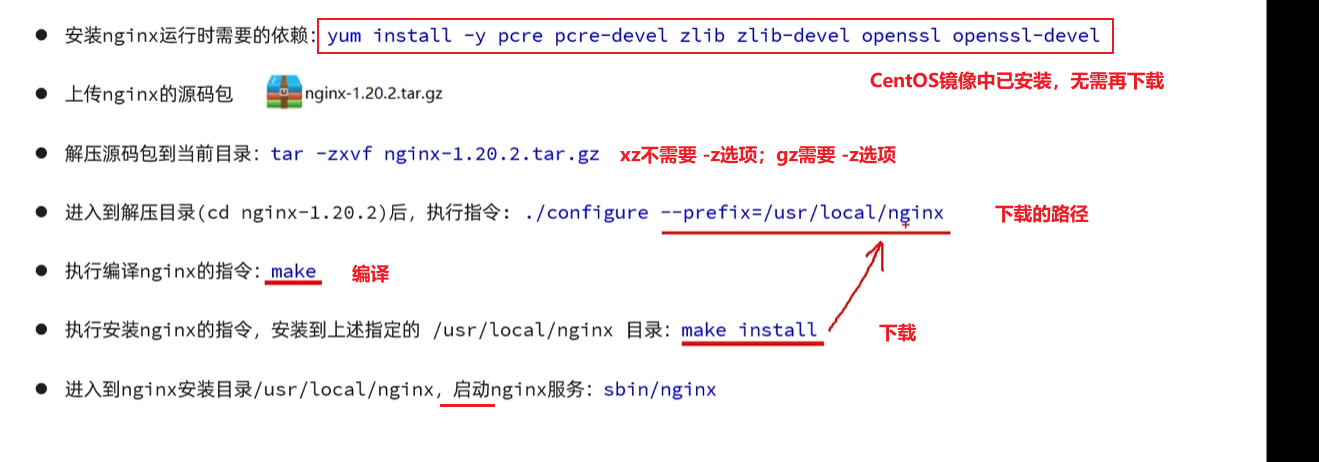 安装nginx运行时需要的依赖：yum install -y pcre pcre-devel zlib zlib-devel openssl openssl-devel
CentOS镜像中已安装，无需再下载
上传nginx的源码包 nginx-1.20.2.tar.gz
解压源码包到当前目录：tar -zxvf nginx-1.20.2.tar.gz xz不需要 -z选项；gz需要 -z选项
进入到解压目录(cd nginx-1.20.2)后，执行指令：./configure --prefix=/usr/local/nginx 下载的路径
执行编译nginx的指令：make 编译
执行安装nginx的指令，安装到上述指定的 /usr/local/nginx 目录：make install 下载
进入到nginx安装目录/usr/local/nginx，启动nginx服务：sbin/nginx